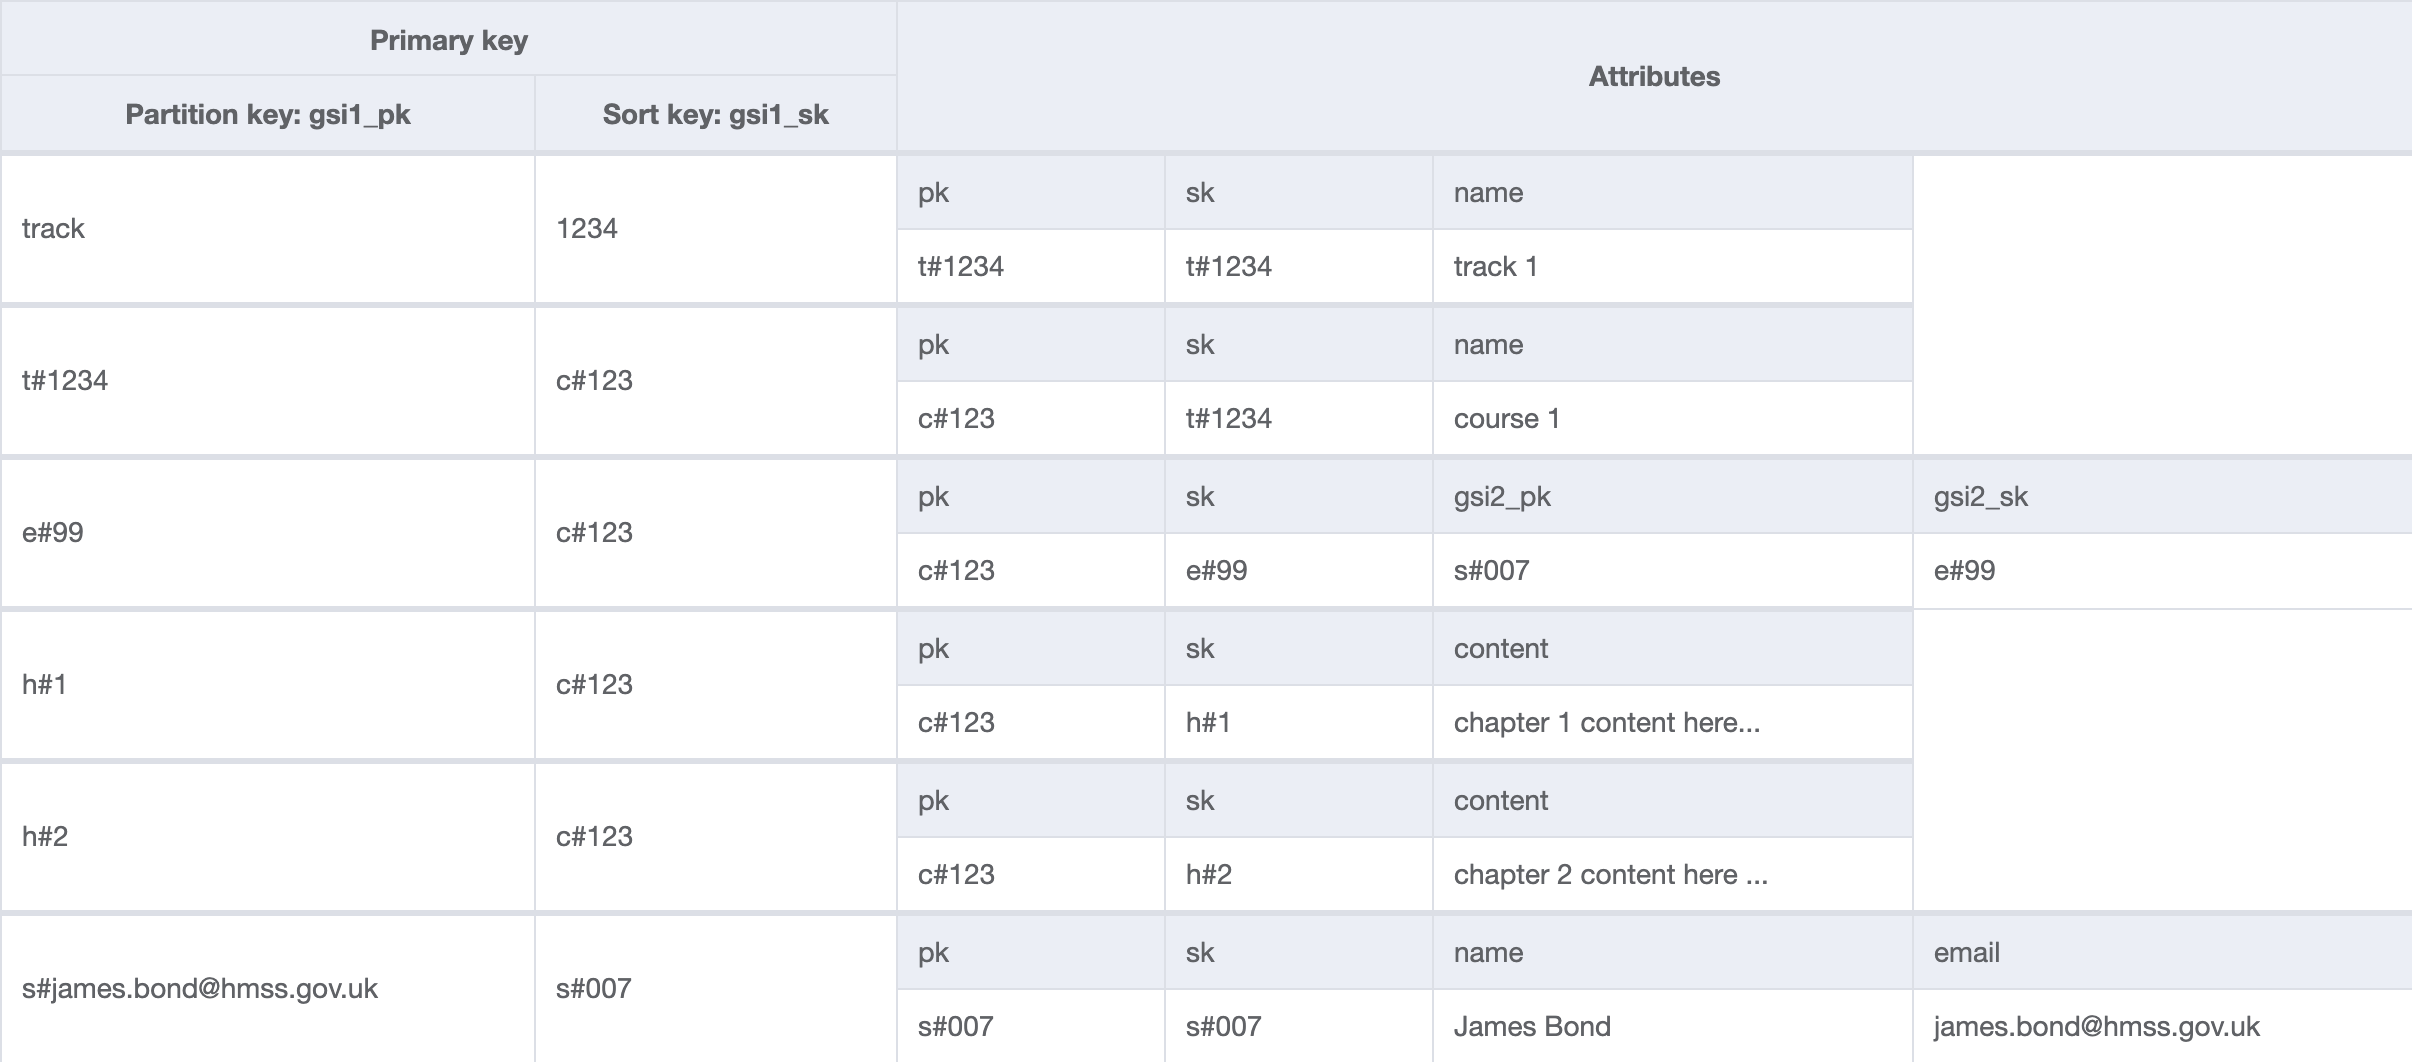 Primary key
Attributes
Partition key: gsi1_pk Sort key: gsi1_sk
pk sk name
track 1234
t#1234 t#1234 track 1
pk sk name
t#1234 c#123
c#123 t#1234 course 1
pk sk gsi2_pk gsi2_sk
e#99 c#123
c#123 e#99 s#007 e#99
pk sk content
h#1 c#123
c#123 h#1 chapter 1 content here...
pk sk content
h#2 c#123
c#123 h#2 chapter 2 content here ...
pk sk name email
s#james.bond@hmss.gov.uk s#007
s#007 s#007 James Bond james.bond@hmss.gov.uk